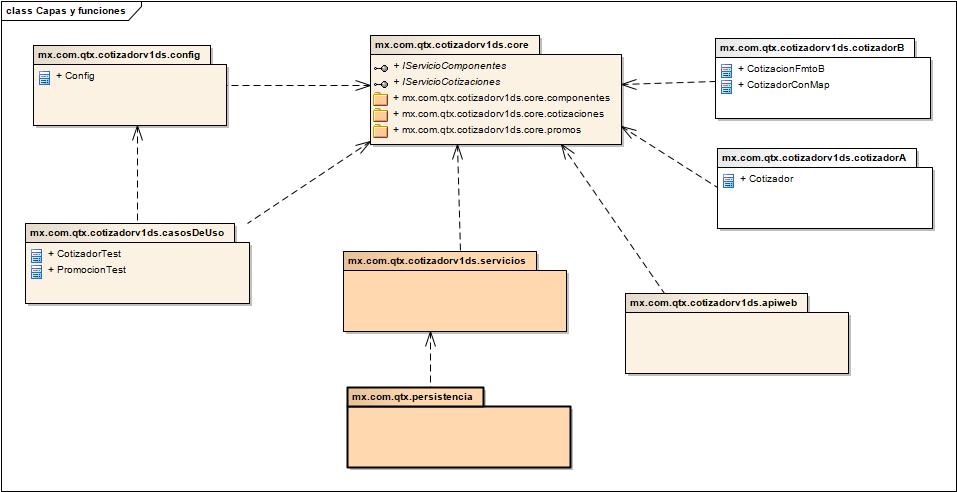 class Capas y funciones
mx.com.qtx.cotizadorv1ds.config
+ Config
mx.com.qtx.cotizadorv1ds.core
+ IServicioComponentes
+ IServicioCotizaciones
+ mx.com.qtx.cotizadorv1ds.core.componentes
+ mx.com.qtx.cotizadorv1ds.core.cotizaciones
+ mx.com.qtx.cotizadorv1ds.core.promos
mx.com.qtx.cotizadorv1ds.cotizadorB
+ CotizacionFmtoB
+ CotizadorConMap
mx.com.qtx.cotizadorv1ds.cotizadorA
+ Cotizador
mx.com.qtx.cotizadorv1ds.casosDeUso
+ CotizadorTest
+ PromocionTest
mx.com.qtx.cotizadorv1ds.servicios
mx.com.qtx.cotizadorv1ds.apiweb
mx.com.qtx.persistencia